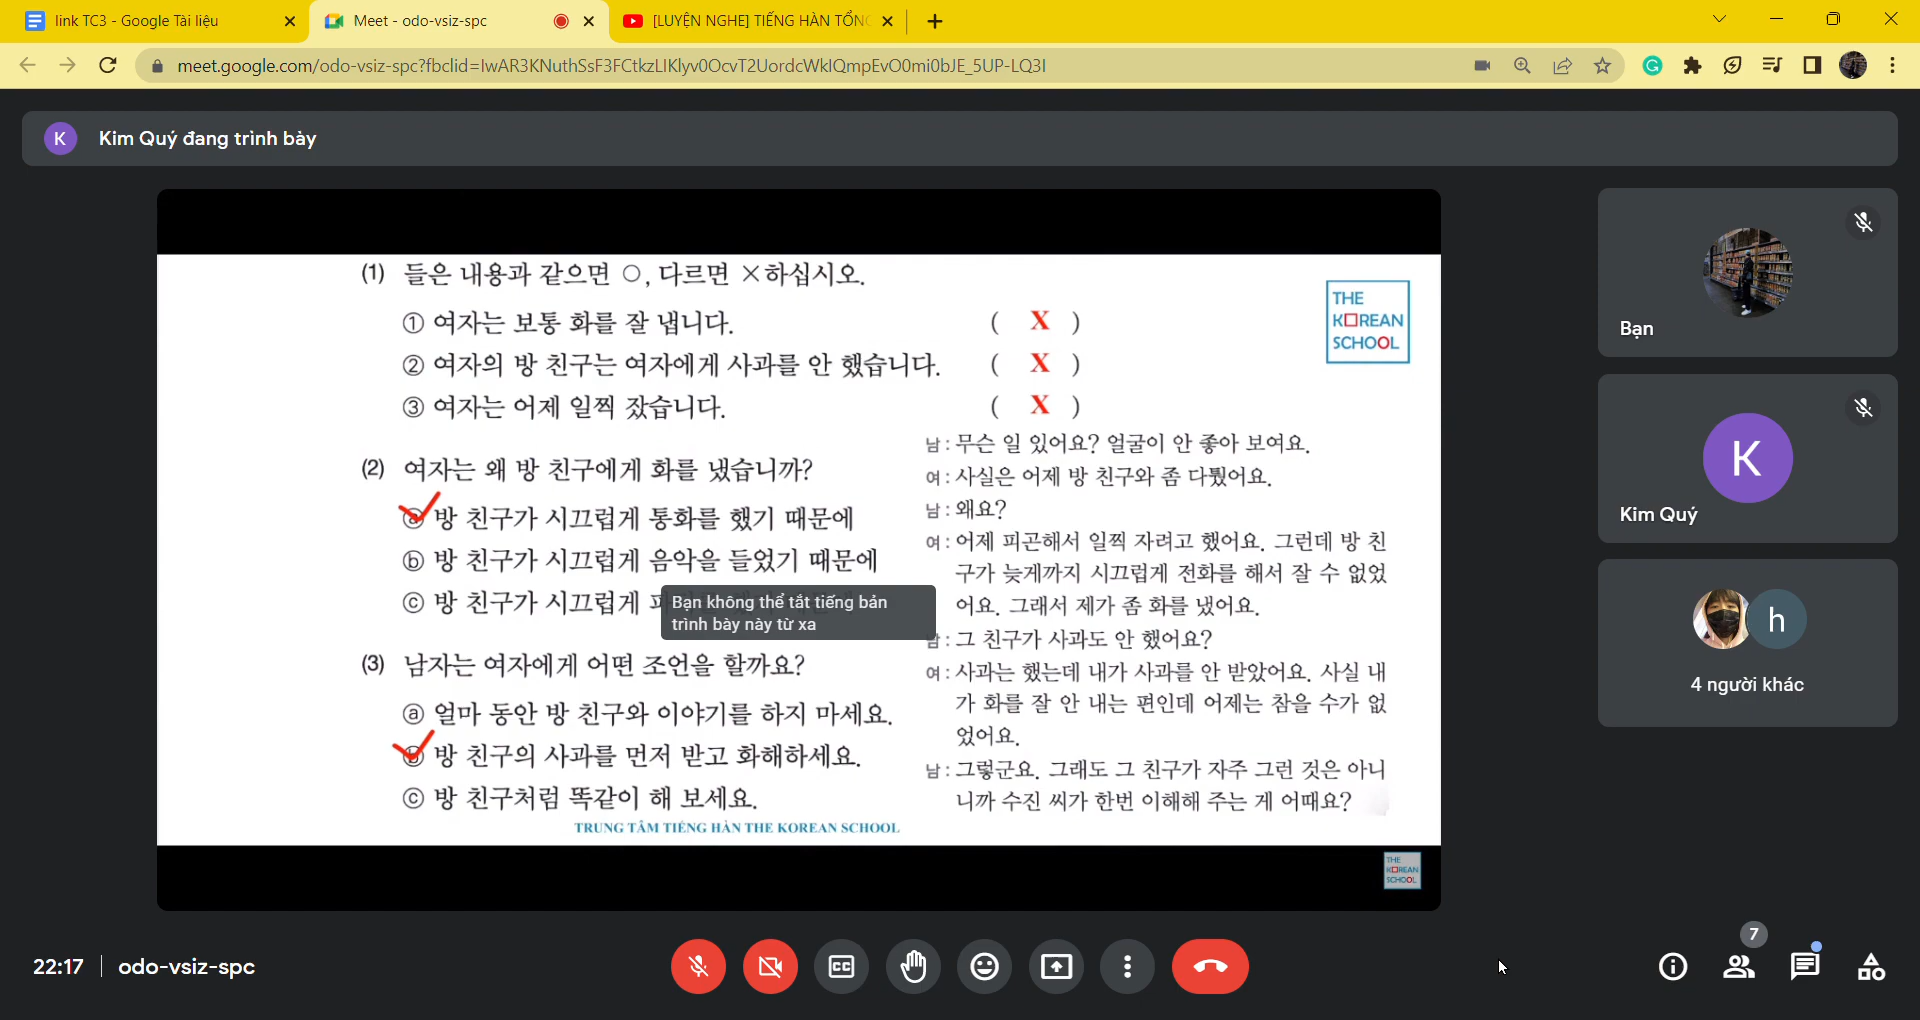 link TC3 - Google Tài liệu
Meet - odo-vsiz-spc
[LUYỆN NGHE] TIẾNG HÀN TỔNG
meet.google.com/odo-vsiz-spc?fbclid=IwAR3KNuthSsF3FCtkzLIKlyv0OcvT2UordcWkIQmpEvO0mi0bJE_5UP-LQ3I
K
Kim Quý đang trình bày
(1) 들은 내용과 같으면 ○, 다르면 ×하십시오.
① 여자는 보통 화를 잘 냅니다. ( X )
② 여자의 방 친구는 여자에게 사과를 안 했습니다. ( X )
③ 여자는 어제 일찍 잤습니다. ( X )
(2) 여자는 왜 방 친구에게 화를 냈습니까?
ⓐ 방 친구가 시끄럽게 통화를 했기 때문에
ⓑ 방 친구가 시끄럽게 음악을 들었기 때문에
ⓒ 방 친구가 시끄럽게
Bạn không thể tắt tiếng bản
trình bày này từ xa
(3) 남자는 여자에게 어떤 조언을 할까요?
ⓐ 얼마 동안 방 친구와 이야기를 하지 마세요.
ⓑ 방 친구의 사과를 먼저 받고 화해하세요.
ⓒ 방 친구처럼 똑같이 해 보세요.
TRUNG TÂM TIẾNG HÀN THE KOREAN SCHOOL
남 : 무슨 일 있어요? 얼굴이 안 좋아 보여요.
여 : 사실은 어제 방 친구와 좀 다퉜어요.
남 : 왜요?
여 : 어제 피곤해서 일찍 자려고 했어요. 그런데 방 친
구가 늦게까지 시끄럽게 전화를 해서 잘 수 없었
어요. 그래서 제가 좀 화를 냈어요.
남 : 그 친구가 사과도 안 했어요?
여 : 사과는 했는데 내가 사과를 안 받았어요. 사실 내
가 화를 잘 안 내는 편인데 어제는 참을 수가 없
었어요.
남 : 그렇군요. 그래도 그 친구가 자주 그런 것은 아니
니까 수진 씨가 한번 이해해 주는 게 어때요?
THE
KOREAN
SCHOOL
THE
KOREAN
SCHOOL
Bạn
K
Kim Quý
h
4 người khác
22:17
odo-vsiz-spc
7